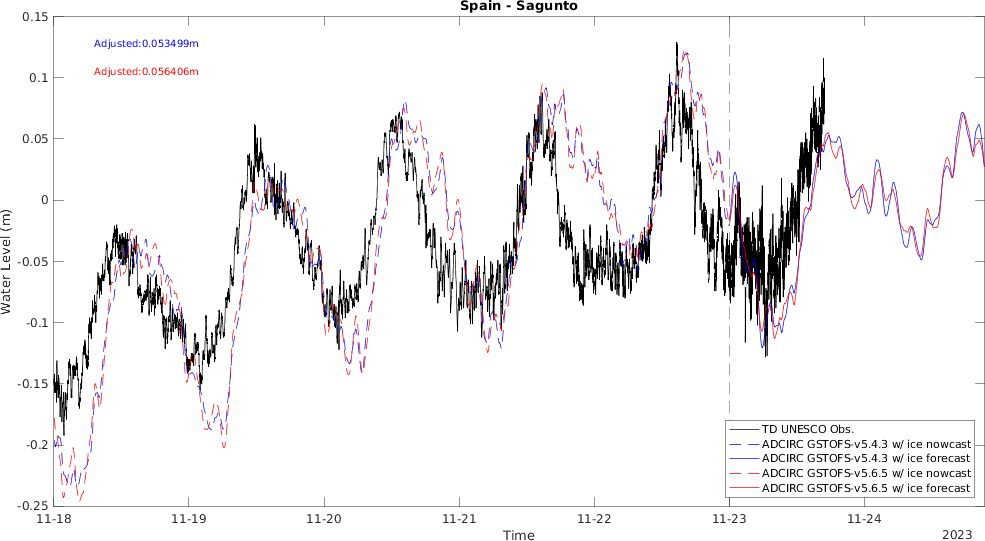 Spain - Sagunto
0.15
0.1
0.05
0
-0.05
-0.1
-0.15
-0.2
-0.25
Water Level (m)
Adjusted:0.053499m
Adjusted:0.056406m
TD UNESCO Obs.
ADCIRC GSTOFS-v5.4.3 w/ ice nowcast
ADCIRC GSTOFS-v5.4.3 w/ ice forecast
ADCIRC GSTOFS-v5.6.5 w/ ice nowcast
ADCIRC GSTOFS-v5.6.5 w/ ice forecast
11-18 11-19 11-20 11-21 11-22 11-23 11-24
Time
2023